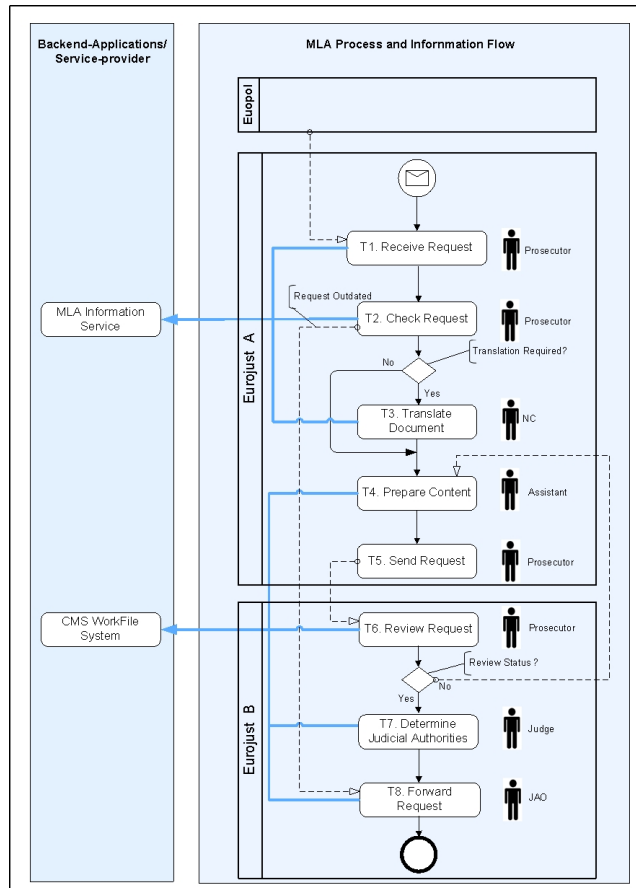 Backend-Applications/
Service-provider
MLA Process and Infornmation Flow
Euopol
Eurojust A
T1. Receive Request
Prosecutor
Request Outdated
MLA Information
Service
T2. Check Request
Prosecutor
Translation Required?
No
Yes
T3. Translate
Document
NC
T4. Prepare Content
Assistant
T5. Send Request
Prosecutor
Eurojust B
CMS WorkFile
System
T6. Review Request
Prosecutor
Review Status ?
Yes
No
T7. Determine
Judicial Authorities
Judge
T8. Forward
Request
JAO